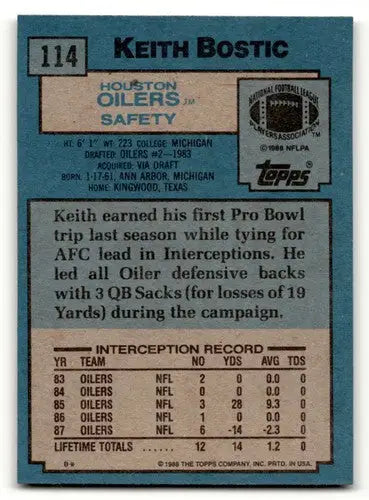 114
KEITH BOSTIC
HOUSTON
OILERS TM
SAFETY
NATIONAL FOOTBALL LEAGUE
PLAYERS ASSOCIATION
© 1988 NFLPA
topps ®
HT: 6' 1" WT: 223 COLLEGE: MICHIGAN
DRAFTED: OILERS #2—1983
ACQUIRED: VIA DRAFT
BORN: 1-17-61, ANN ARBOR, MICHIGAN
HOME: KINGWOOD, TEXAS
Keith earned his first Pro Bowl
trip last season while tying for
AFC lead in Interceptions. He
led all Oiler defensive backs
with 3 QB Sacks (for losses of 19
Yards) during the campaign.
INTERCEPTION RECORD
YR TEAM NO YDS AVG TDS
83 OILERS NFL 2 0 0.0 0
84 OILERS NFL 0 0 0.0 0
85 OILERS NFL 3 28 9.3 0
86 OILERS NFL 1 0 0.0 0
87 OILERS NFL 6 -14 -2.3 0
LIFETIME TOTALS ...... 12 14 1.2 0
B* © 1988 THE TOPPS COMPANY, INC. PRTD. IN U.S.A.